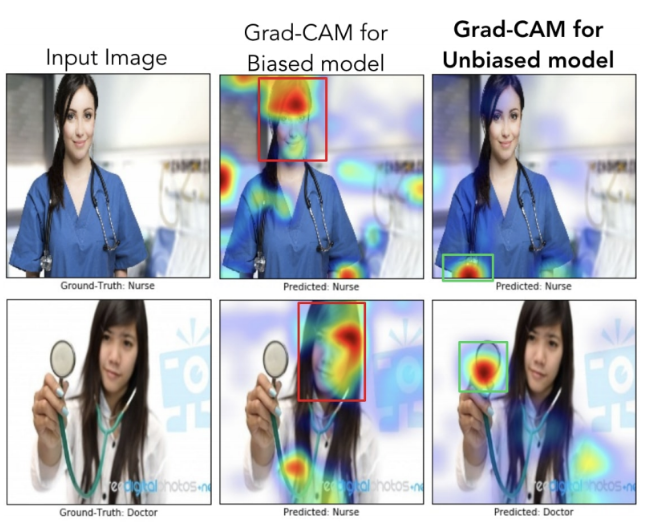 Input Image
Grad-CAM for
Biased model
Grad-CAM for
Unbiased model
Ground-Truth: Nurse
Predicted: Nurse
Predicted: Nurse
Ground-Truth: Doctor
Predicted: Nurse
Predicted: Doctor